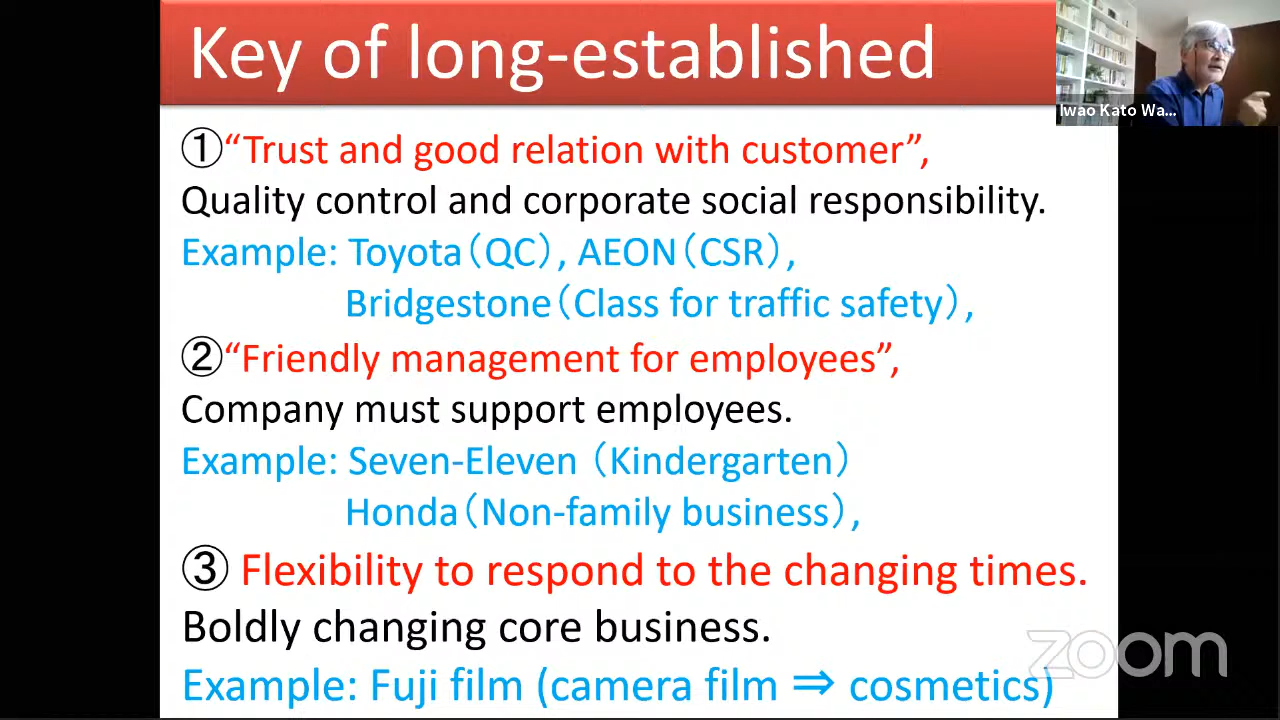 Key of long-established
Iwao Kato Wa...
①“Trust and good relation with customer”,
Quality control and corporate social responsibility.
Example: Toyota（QC）, AEON（CSR）,
Bridgestone（Class for traffic safety）,
②“Friendly management for employees”,
Company must support employees.
Example: Seven-Eleven （Kindergarten）
Honda（Non-family business）,
③ Flexibility to respond to the changing times.
Boldly changing core business.
Example: Fuji film (camera film ⇒ cosmetics)
zoom